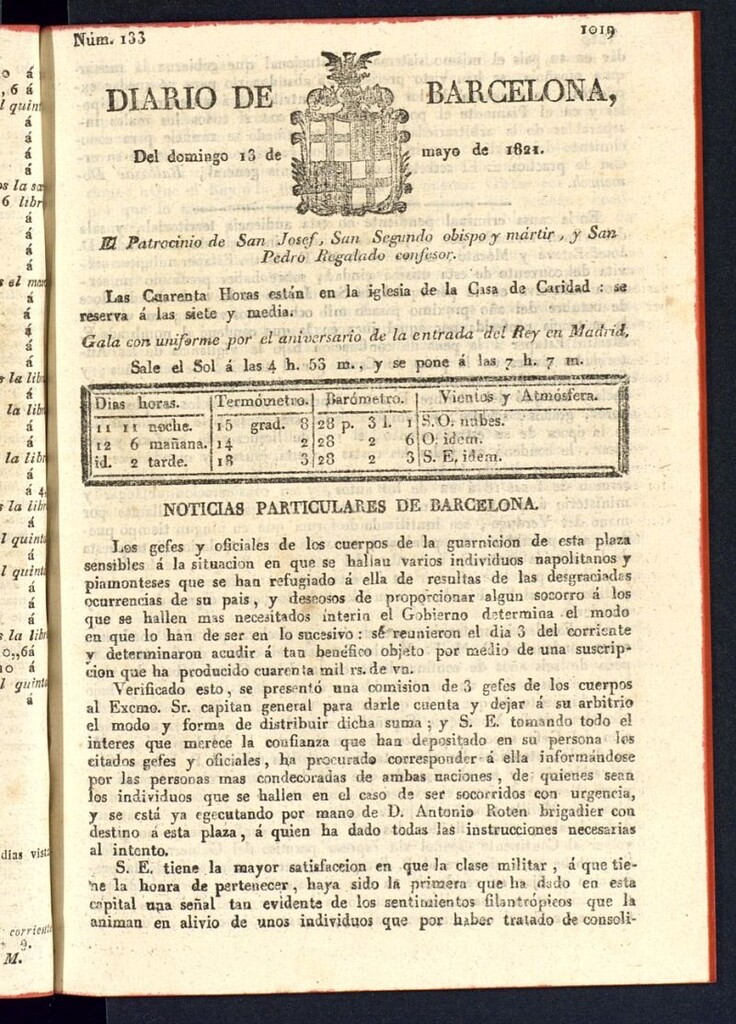 Núm. 133
1019
DIARIO DE BARCELONA,
Del domingo 13 de mayo de 1821.
El Patrocinio de San Josef, San Segundo obispo y mártir, y San
Pedro Regalado confesor.
Las Cuarenta Horas están en la iglesia de la Casa de Caridad : se
reserva á las siete y media.
Gala con uniforme por el aniversario de la entrada del Rey en Madrid,
Sale el Sol á las 4 h. 53 m., y se pone á las 7 h. 7 m.
Dias horas. Termómetro. Barómetro. Vientos y Atmósfera.
11 11 noche. 15 grad. 8 28 p. 3 l. 1 S. O. nubes.
12 6 mañana. 14 2 28 2 6 O. idem.
id. 2 tarde. 18 3 28 2 3 S. E. idem.
NOTICIAS PARTICULARES DE BARCELONA.
Los gefes y oficiales de los cuerpos de la guarnicion de esta plaza
sensibles á la situacion en que se hallan varios individuos napolitanos y
piamonteses que se han refugiado á ella de resultas de las desgraciadas
ocurrencias de su pais, y deseosos de proporcionar algun socorro á los
que se hallen mas necesitados interin el Gobierno determina el modo
en que lo han de ser en lo sucesivo : se reunieron el dia 3 del corriente
y determinaron acudir á tan benéfico objeto por medio de una suscrip-
cion que ha producido cuarenta mil rs. de vn.
Verificado esto, se presentó una comision de 3 gefes de los cuerpos
al Excmo. Sr. capitan general para darle cuenta y dejar á su arbitrio
el modo y forma de distribuir dicha suma ; y S. E. tomando todo el
interes que merece la confianza que han depositado en su persona los
citados gefes y oficiales, ha procurado corresponder á ella informándose
por las personas mas condecoradas de ambas naciones, de quienes sean
los individuos que se hallen en el caso de ser socorridos con urgencia,
y se está ya egecutando por mano de D. Antonio Roten brigadier con
destino á esta plaza, á quien ha dado todas las instrucciones necesarias
al intento.
S. E. tiene la mayor satisfaccion en que la clase militar, á que tie-
ne la honra de pertenecer, haya sido la primera que ha dado en esta
capital una señal tan evidente de los sentimientos filantrópicos que la
animan en alivio de unos individuos que por haber tratado de consoli-